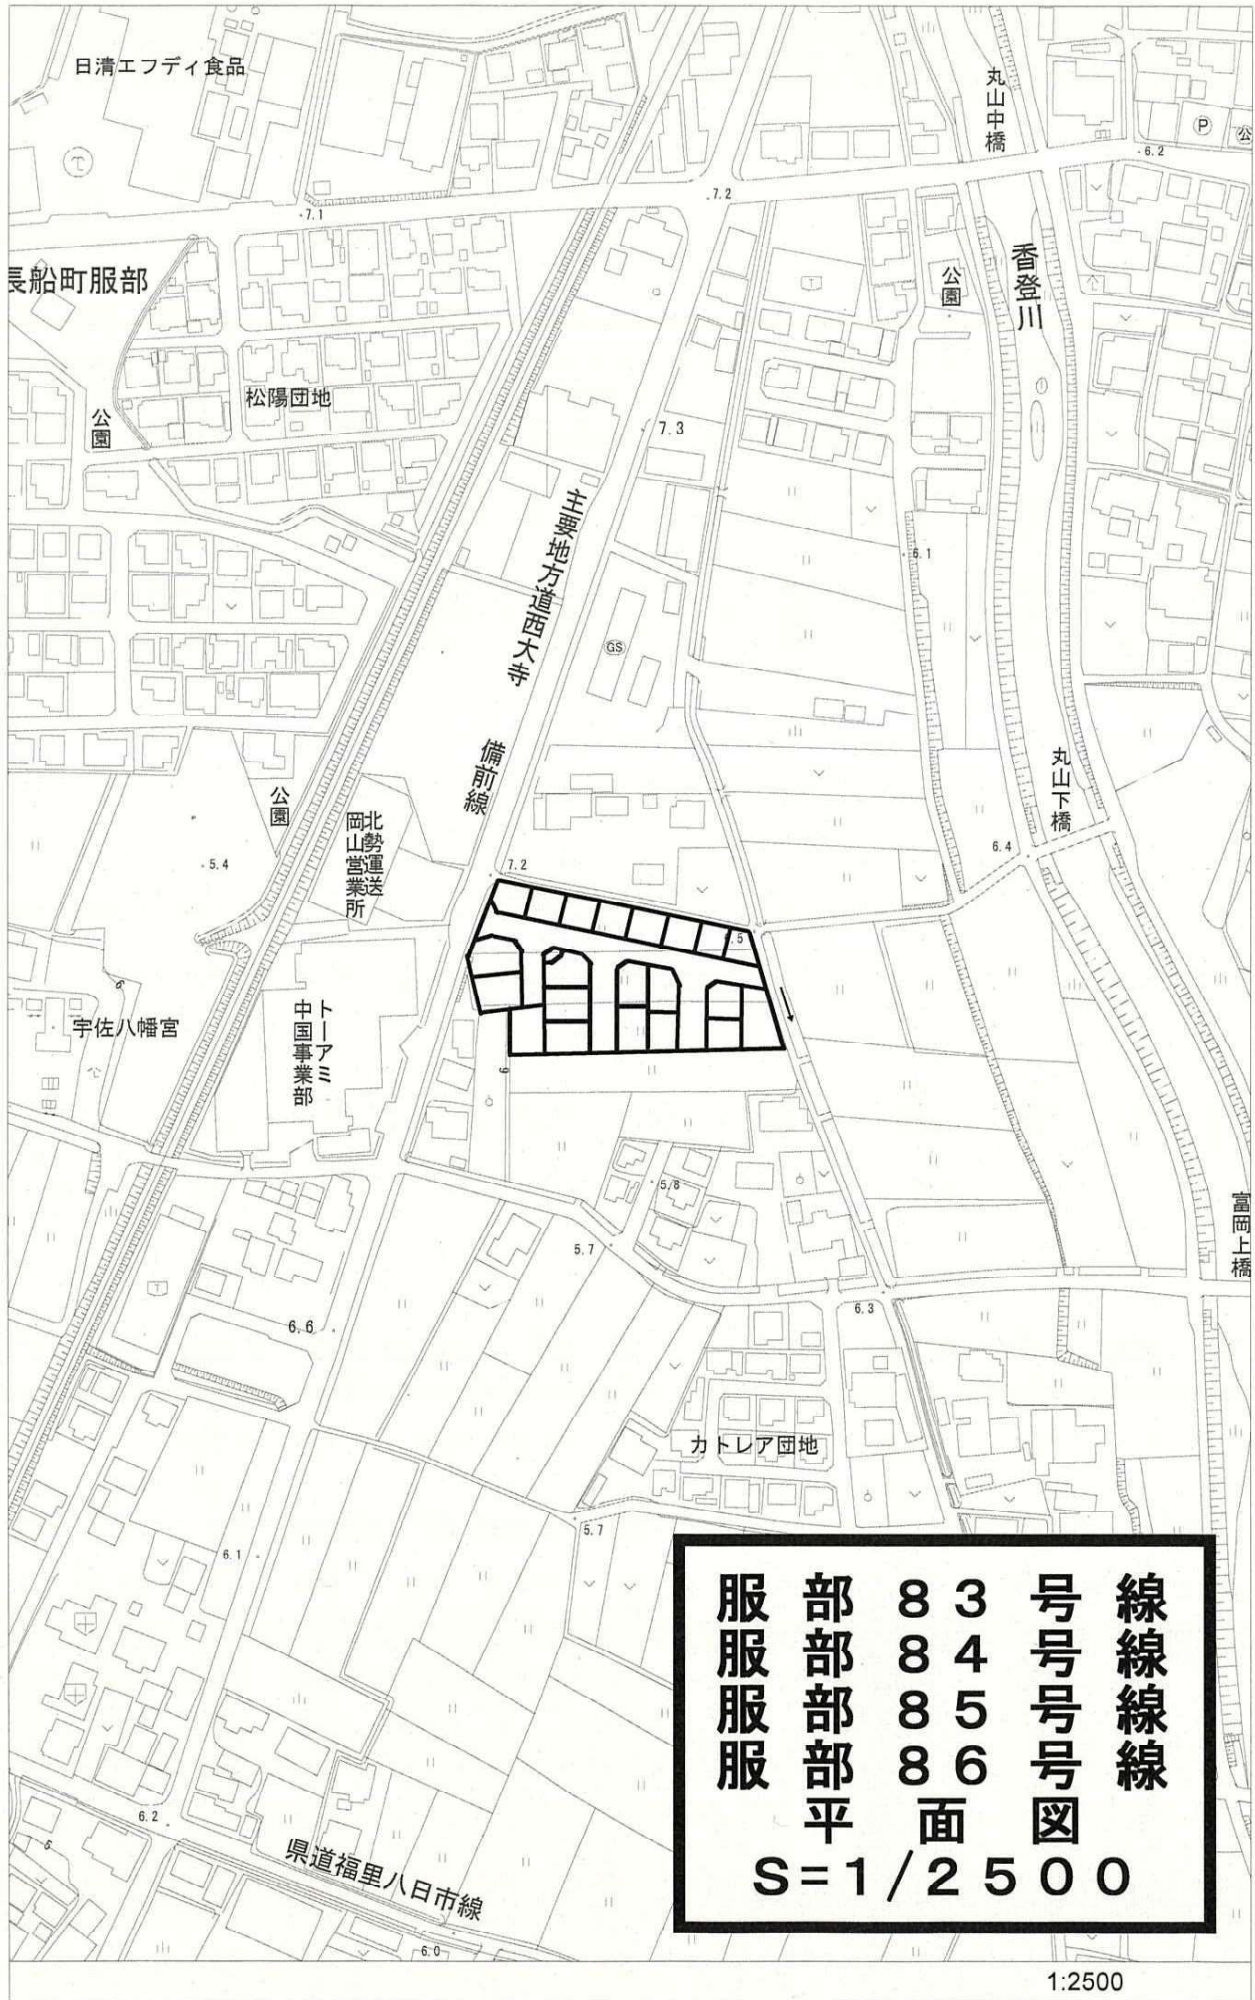 日清エフディ食品
丸山中橋
P
公
6.2
7.2
7.1
長船町服部
香登川
公園
松陽団地
公園
7.3
主要地方道西大寺
備前線
6.1
GS
丸山下橋
公園
北勢運送
岡山営業所
5.4
7.2
6.4
.5
宇佐八幡宮
トーアミ
中国事業部
6
5.8
富岡上橋
5.7
6.3
6.6
カトレア団地
5.7
6.1
服部83号線
服部84号線
服部85号線
服部86号線
平面図
S=1/2500
6.2
県道福里八日市線
6.0
1:2500